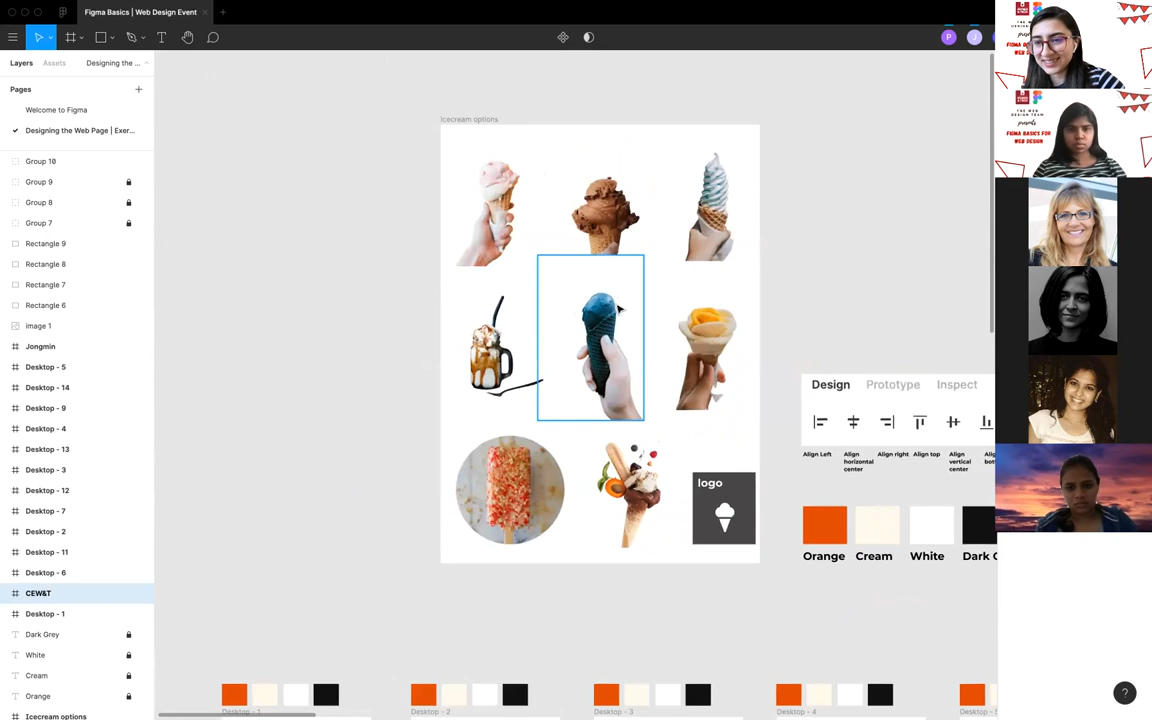 Figma Basics | Web Design Event
Layers
Assets
Designing the ...
Pages
Welcome to Figma
Designing the Web Page | Exer...
Group 10
Group 9
Group 8
Group 7
Rectangle 9
Rectangle 8
Rectangle 7
Rectangle 6
image 1
Jongmin
Desktop - 5
Desktop - 14
Desktop - 9
Desktop - 4
Desktop - 13
Desktop - 3
Desktop - 12
Desktop - 7
Desktop - 2
Desktop - 11
Desktop - 6
CEW&T
Desktop - 1
Dark Grey
White
Cream
Orange
Icecream options
Icecream options
logo
P
J
Design
Prototype
Inspect
Align Left
Align horizontal center
Align right
Align top
Align vertical center
Orange
Cream
White
Desktop - 1
Desktop - 2
Desktop - 3
Desktop - 4
THE WEB
DESIGN TEAM
presents
FIGMA BASICS FOR
WEB DESIGN
?